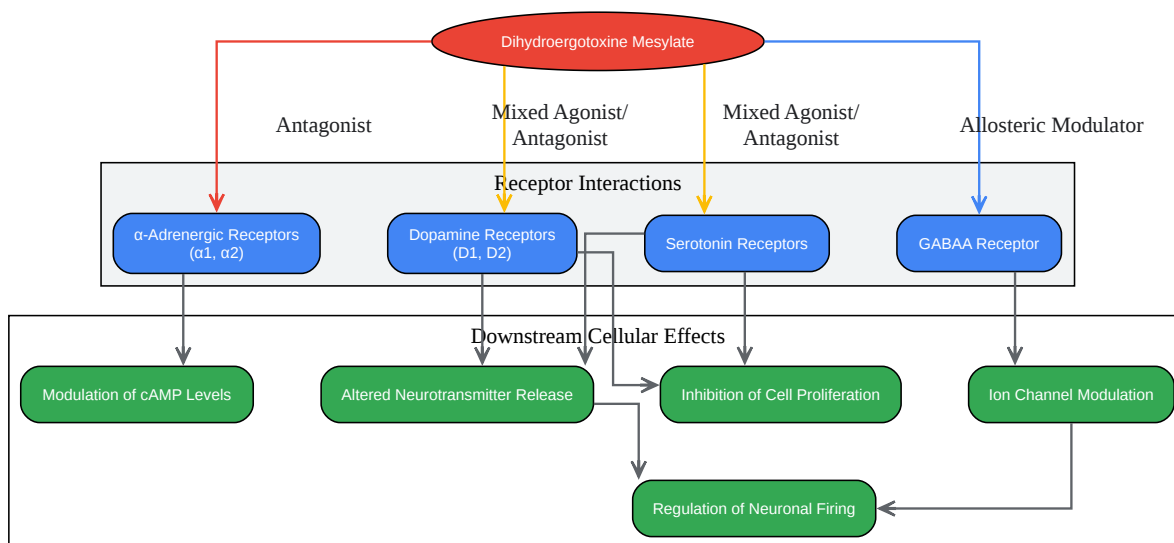 Dihydroergotoxine Mesylate
Antagonist
Mixed Agonist/
Antagonist
Mixed Agonist/
Antagonist
Allosteric Modulator
Receptor Interactions
α-Adrenergic Receptors
(α1, α2)
Dopamine Receptors
(D1, D2)
Serotonin Receptors
GABAA Receptor
Downstream Cellular Effects
Modulation of cAMP Levels
Altered Neurotransmitter Release
Inhibition of Cell Proliferation
Ion Channel Modulation
Regulation of Neuronal Firing